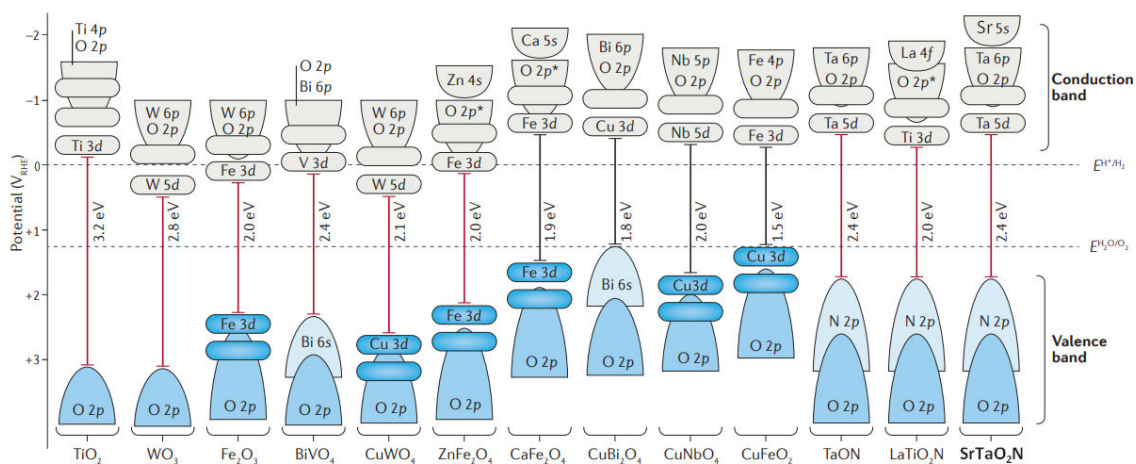 Potential (V_RHE)
−2
−1
0
+1
+2
+3
Ti 4p
O 2p
Ti 3d
3.2 eV
O 2p
TiO₂
W 6p
O 2p
W 5d
2.8 eV
O 2p
WO₃
W 6p
O 2p
Fe 3d
2.0 eV
Fe 3d
O 2p
Fe₂O₃
O 2p
Bi 6p
V 3d
2.4 eV
Bi 6s
O 2p
BiVO₄
W 6p
O 2p
W 5d
2.1 eV
Cu 3d
O 2p
CuWO₄
Zn 4s
O 2p*
Fe 3d
2.0 eV
Fe 3d
O 2p
ZnFe₂O₄
Ca 5s
O 2p*
Fe 3d
1.9 eV
Fe 3d
O 2p
CaFe₂O₄
Bi 6p
O 2p
Cu 3d
1.8 eV
Bi 6s
O 2p
CuBi₂O₄
Nb 5p
O 2p
Nb 5d
2.0 eV
Cu3d
O 2p
CuNbO₄
Fe 4p
O 2p
Fe 3d
1.5 eV
Cu 3d
O 2p
CuFeO₂
Ta 6p
O 2p
Ta 5d
2.4 eV
N 2p
O 2p
TaON
La 4f
O 2p*
Ti 3d
2.0 eV
N 2p
O 2p
LaTiO₂N
Sr 5s
Ta 6p
O 2p
Ta 5d
2.4 eV
N 2p
O 2p
SrTaO₂N
Conduction
band
E^H⁺/H₂
E^H₂O/O₂
Valence
band